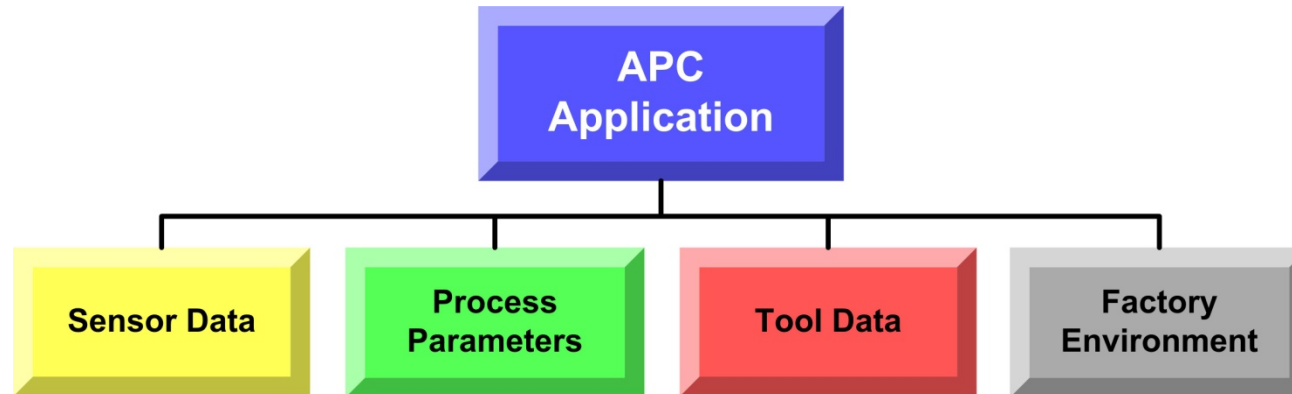 APC
Application
Sensor Data
Process
Parameters
Tool Data
Factory
Environment